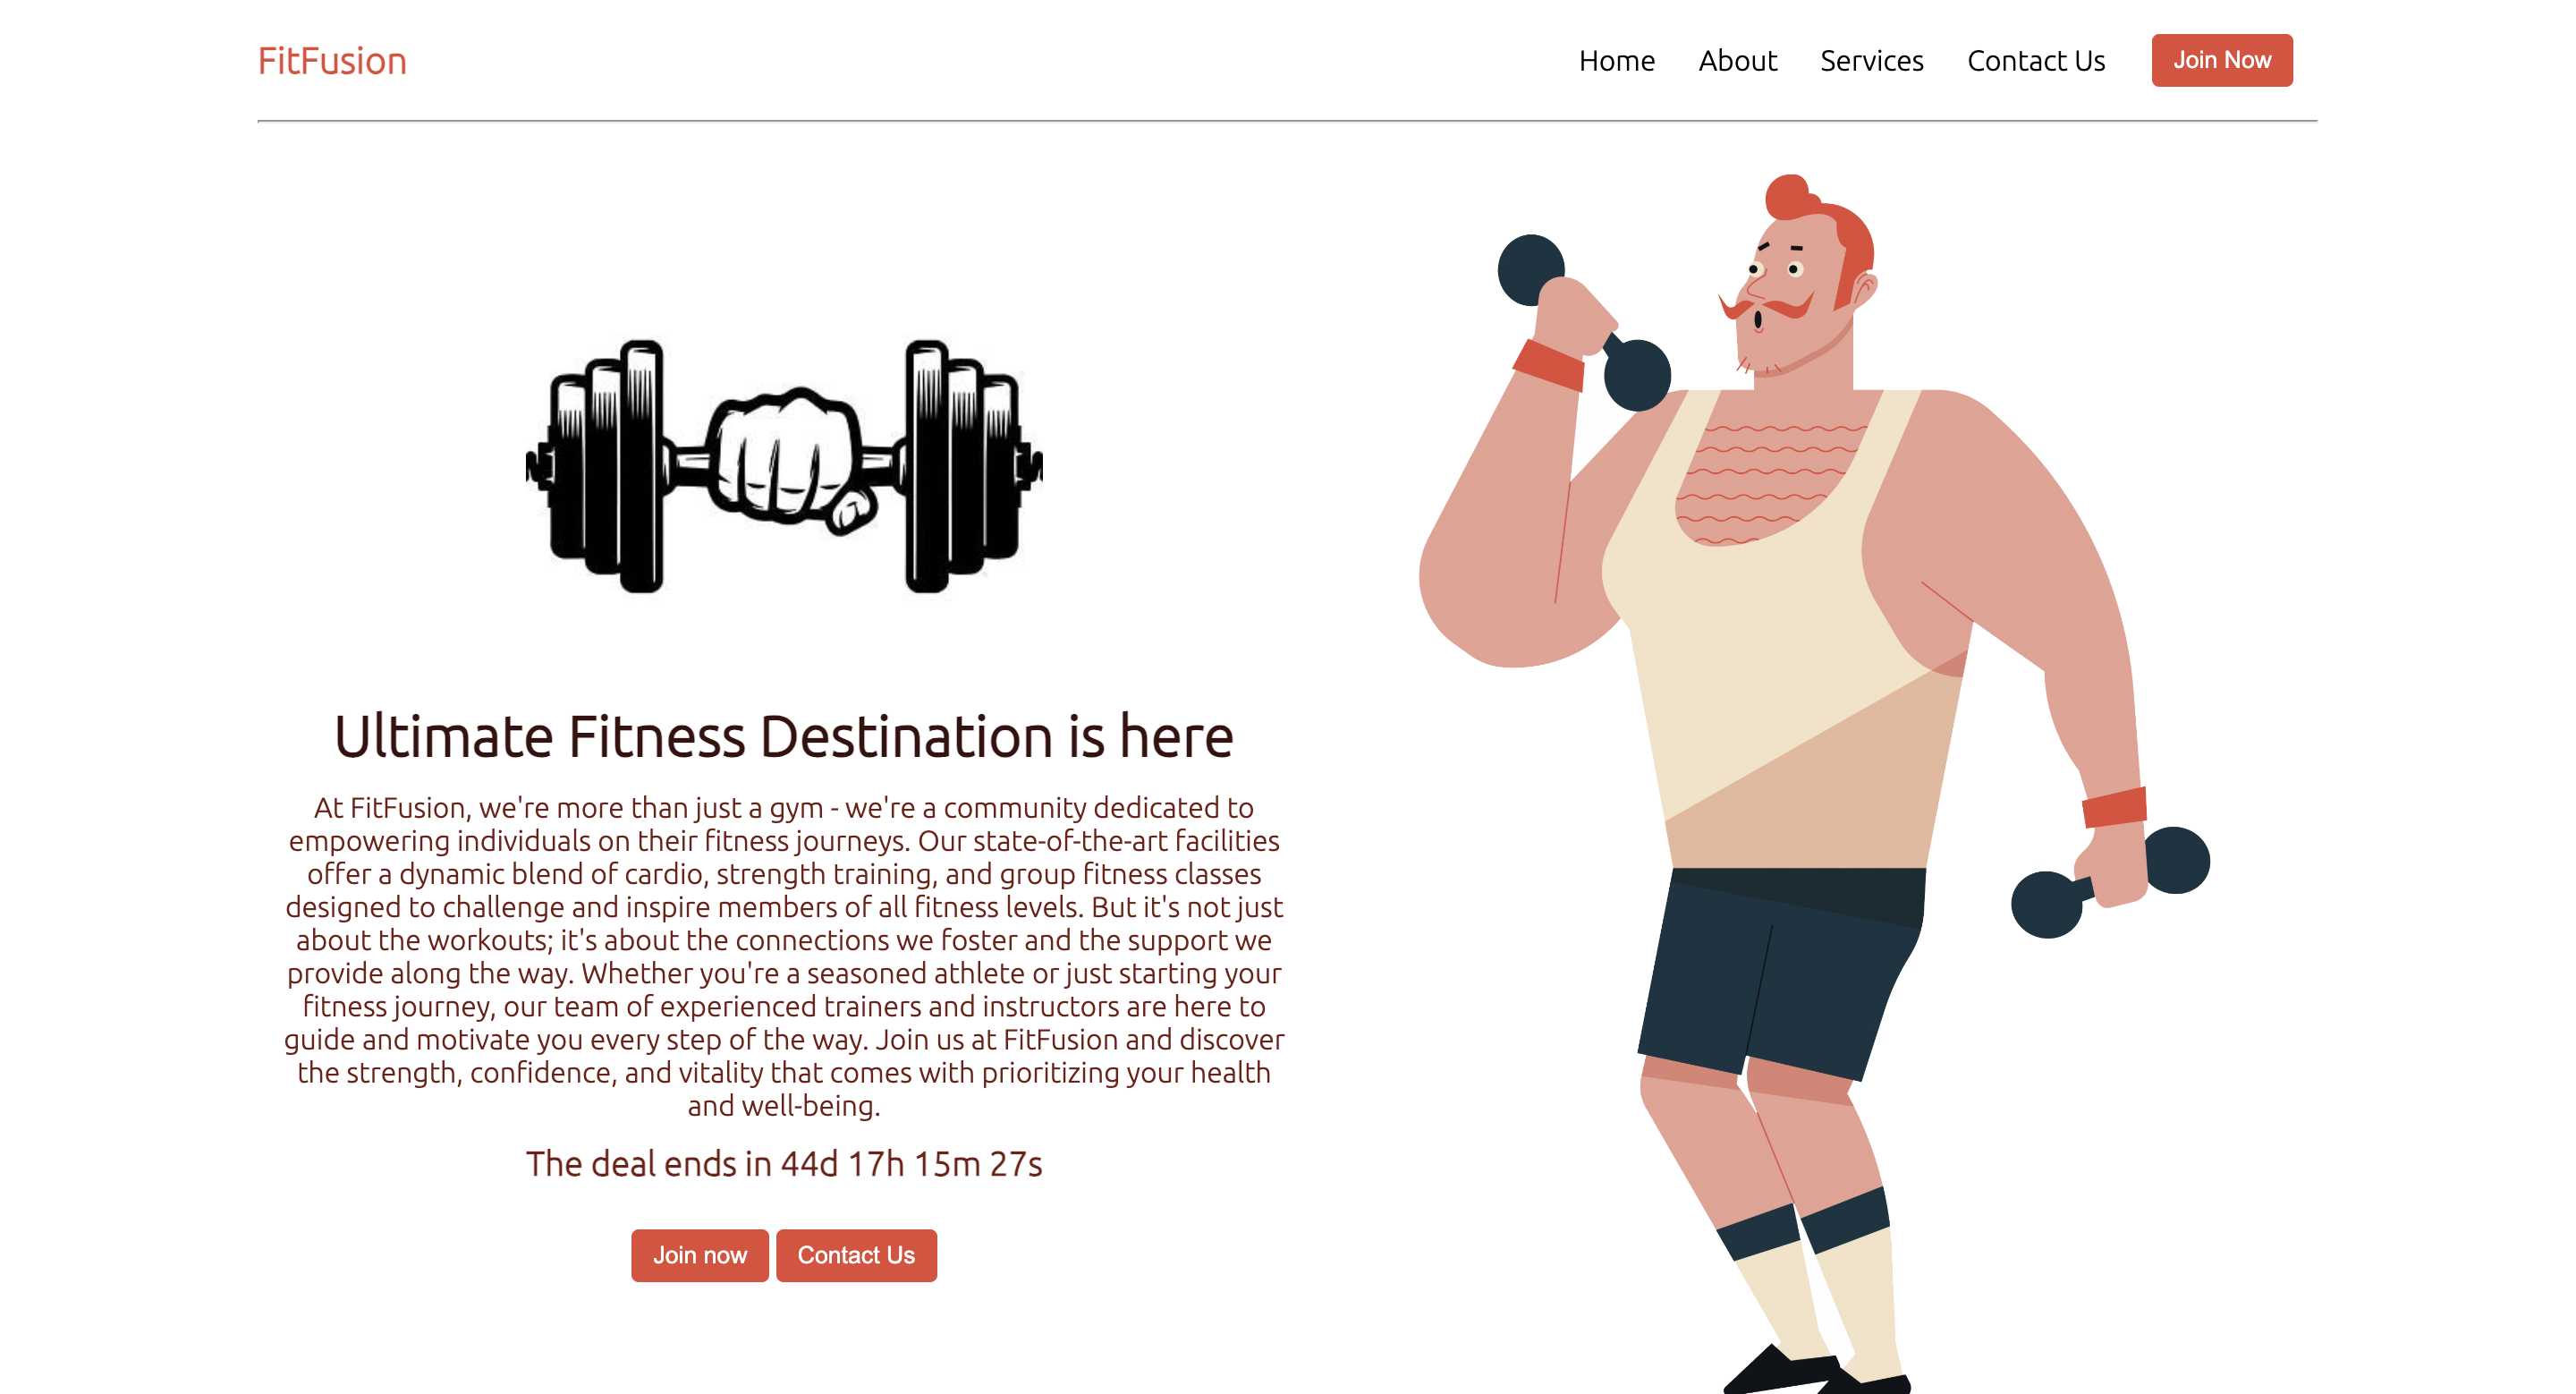 FitFusion
Home
About
Services
Contact Us
Join Now
Ultimate Fitness Destination is here
At FitFusion, we're more than just a gym - we're a community dedicated to
empowering individuals on their fitness journeys. Our state-of-the-art facilities
offer a dynamic blend of cardio, strength training, and group fitness classes
designed to challenge and inspire members of all fitness levels. But it's not just
about the workouts; it's about the connections we foster and the support we
provide along the way. Whether you're a seasoned athlete or just starting your
fitness journey, our team of experienced trainers and instructors are here to
guide and motivate you every step of the way. Join us at FitFusion and discover
the strength, confidence, and vitality that comes with prioritizing your health
and well-being.
The deal ends in 44d 17h 15m 27s
Join now
Contact Us